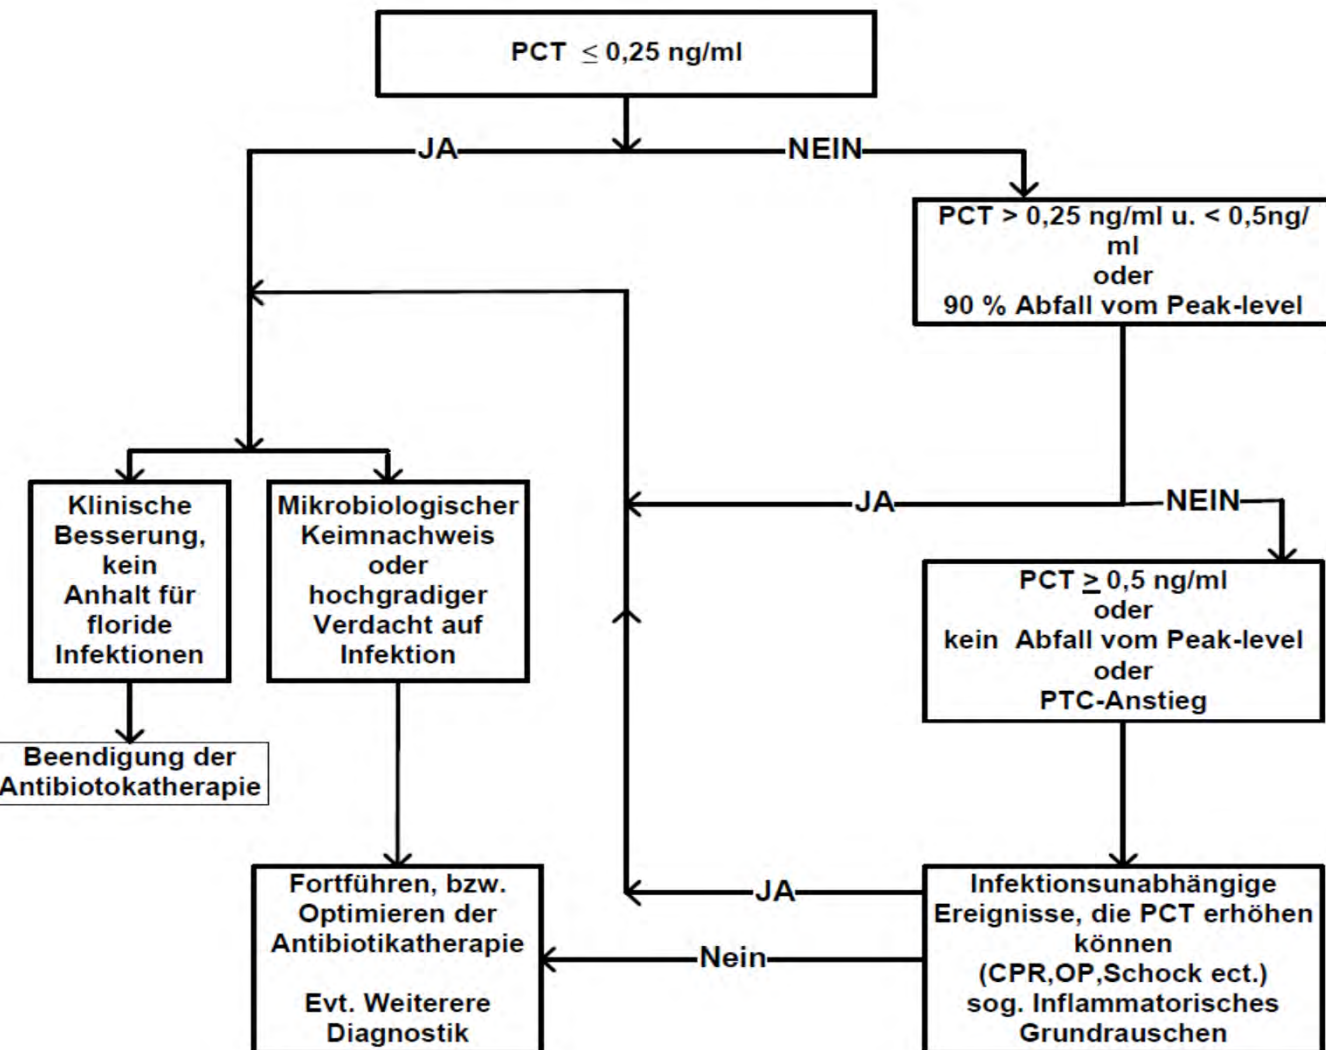 PCT ≤ 0,25 ng/ml
JA
NEIN
PCT > 0,25 ng/ml u. < 0,5ng/
ml
oder
90 % Abfall vom Peak-level
JA
NEIN
Klinische
Besserung,
kein
Anhalt für
floride
Infektionen
Mikrobiologischer
Keimnachweis
oder
hochgradiger
Verdacht auf
Infektion
PCT ≥ 0,5 ng/ml
oder
kein Abfall vom Peak-level
oder
PTC-Anstieg
Beendigung der
Antibiotokatherapie
Fortführen, bzw.
Optimieren der
Antibiotikatherapie
Evt. Weiterere
Diagnostik
JA
Nein
Infektionsunabhängige
Ereignisse, die PCT erhöhen
können
(CPR,OP,Schock ect.)
sog. Inflammatorisches
Grundrauschen